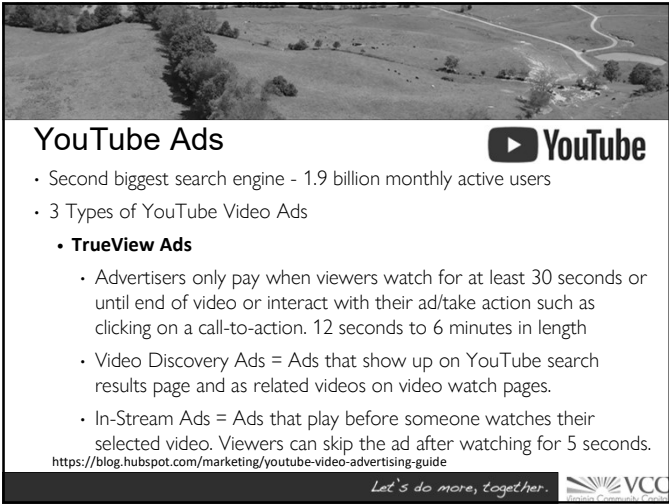 YouTube Ads
YouTube
• Second biggest search engine - 1.9 billion monthly active users
• 3 Types of YouTube Video Ads
• TrueView Ads
• Advertisers only pay when viewers watch for at least 30 seconds or
until end of video or interact with their ad/take action such as
clicking on a call-to-action. 12 seconds to 6 minutes in length
• Video Discovery Ads = Ads that show up on YouTube search
results page and as related videos on video watch pages.
• In-Stream Ads = Ads that play before someone watches their
selected video. Viewers can skip the ad after watching for 5 seconds.
https://blog.hubspot.com/marketing/youtube-video-advertising-guide
Let's do more, together.
VCC
Virginia Community Capital